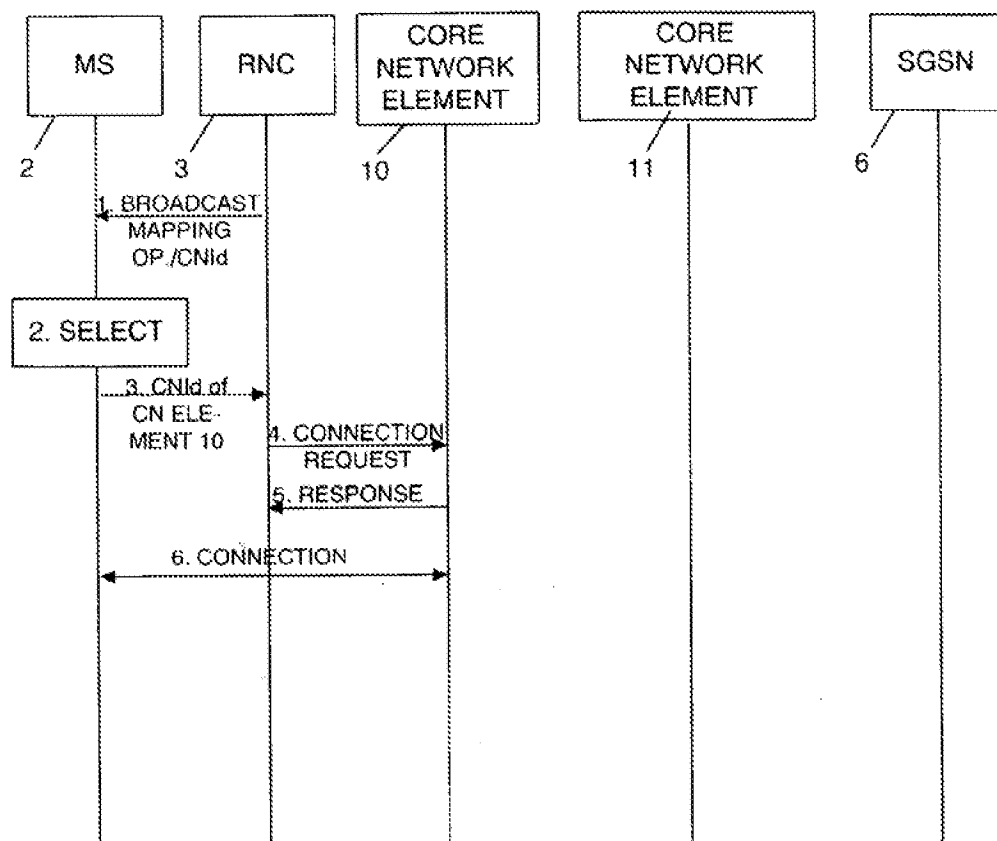 MS
RNC
CORE
NETWORK
ELEMENT
CORE
NETWORK
ELEMENT
SGSN
2
3
10
11
6
1. BROADCAST
MAPPING
OP./CNId
2. SELECT
3. CNId of
CN ELE-
MENT 10
4. CONNECTION
REQUEST
5. RESPONSE
6. CONNECTION